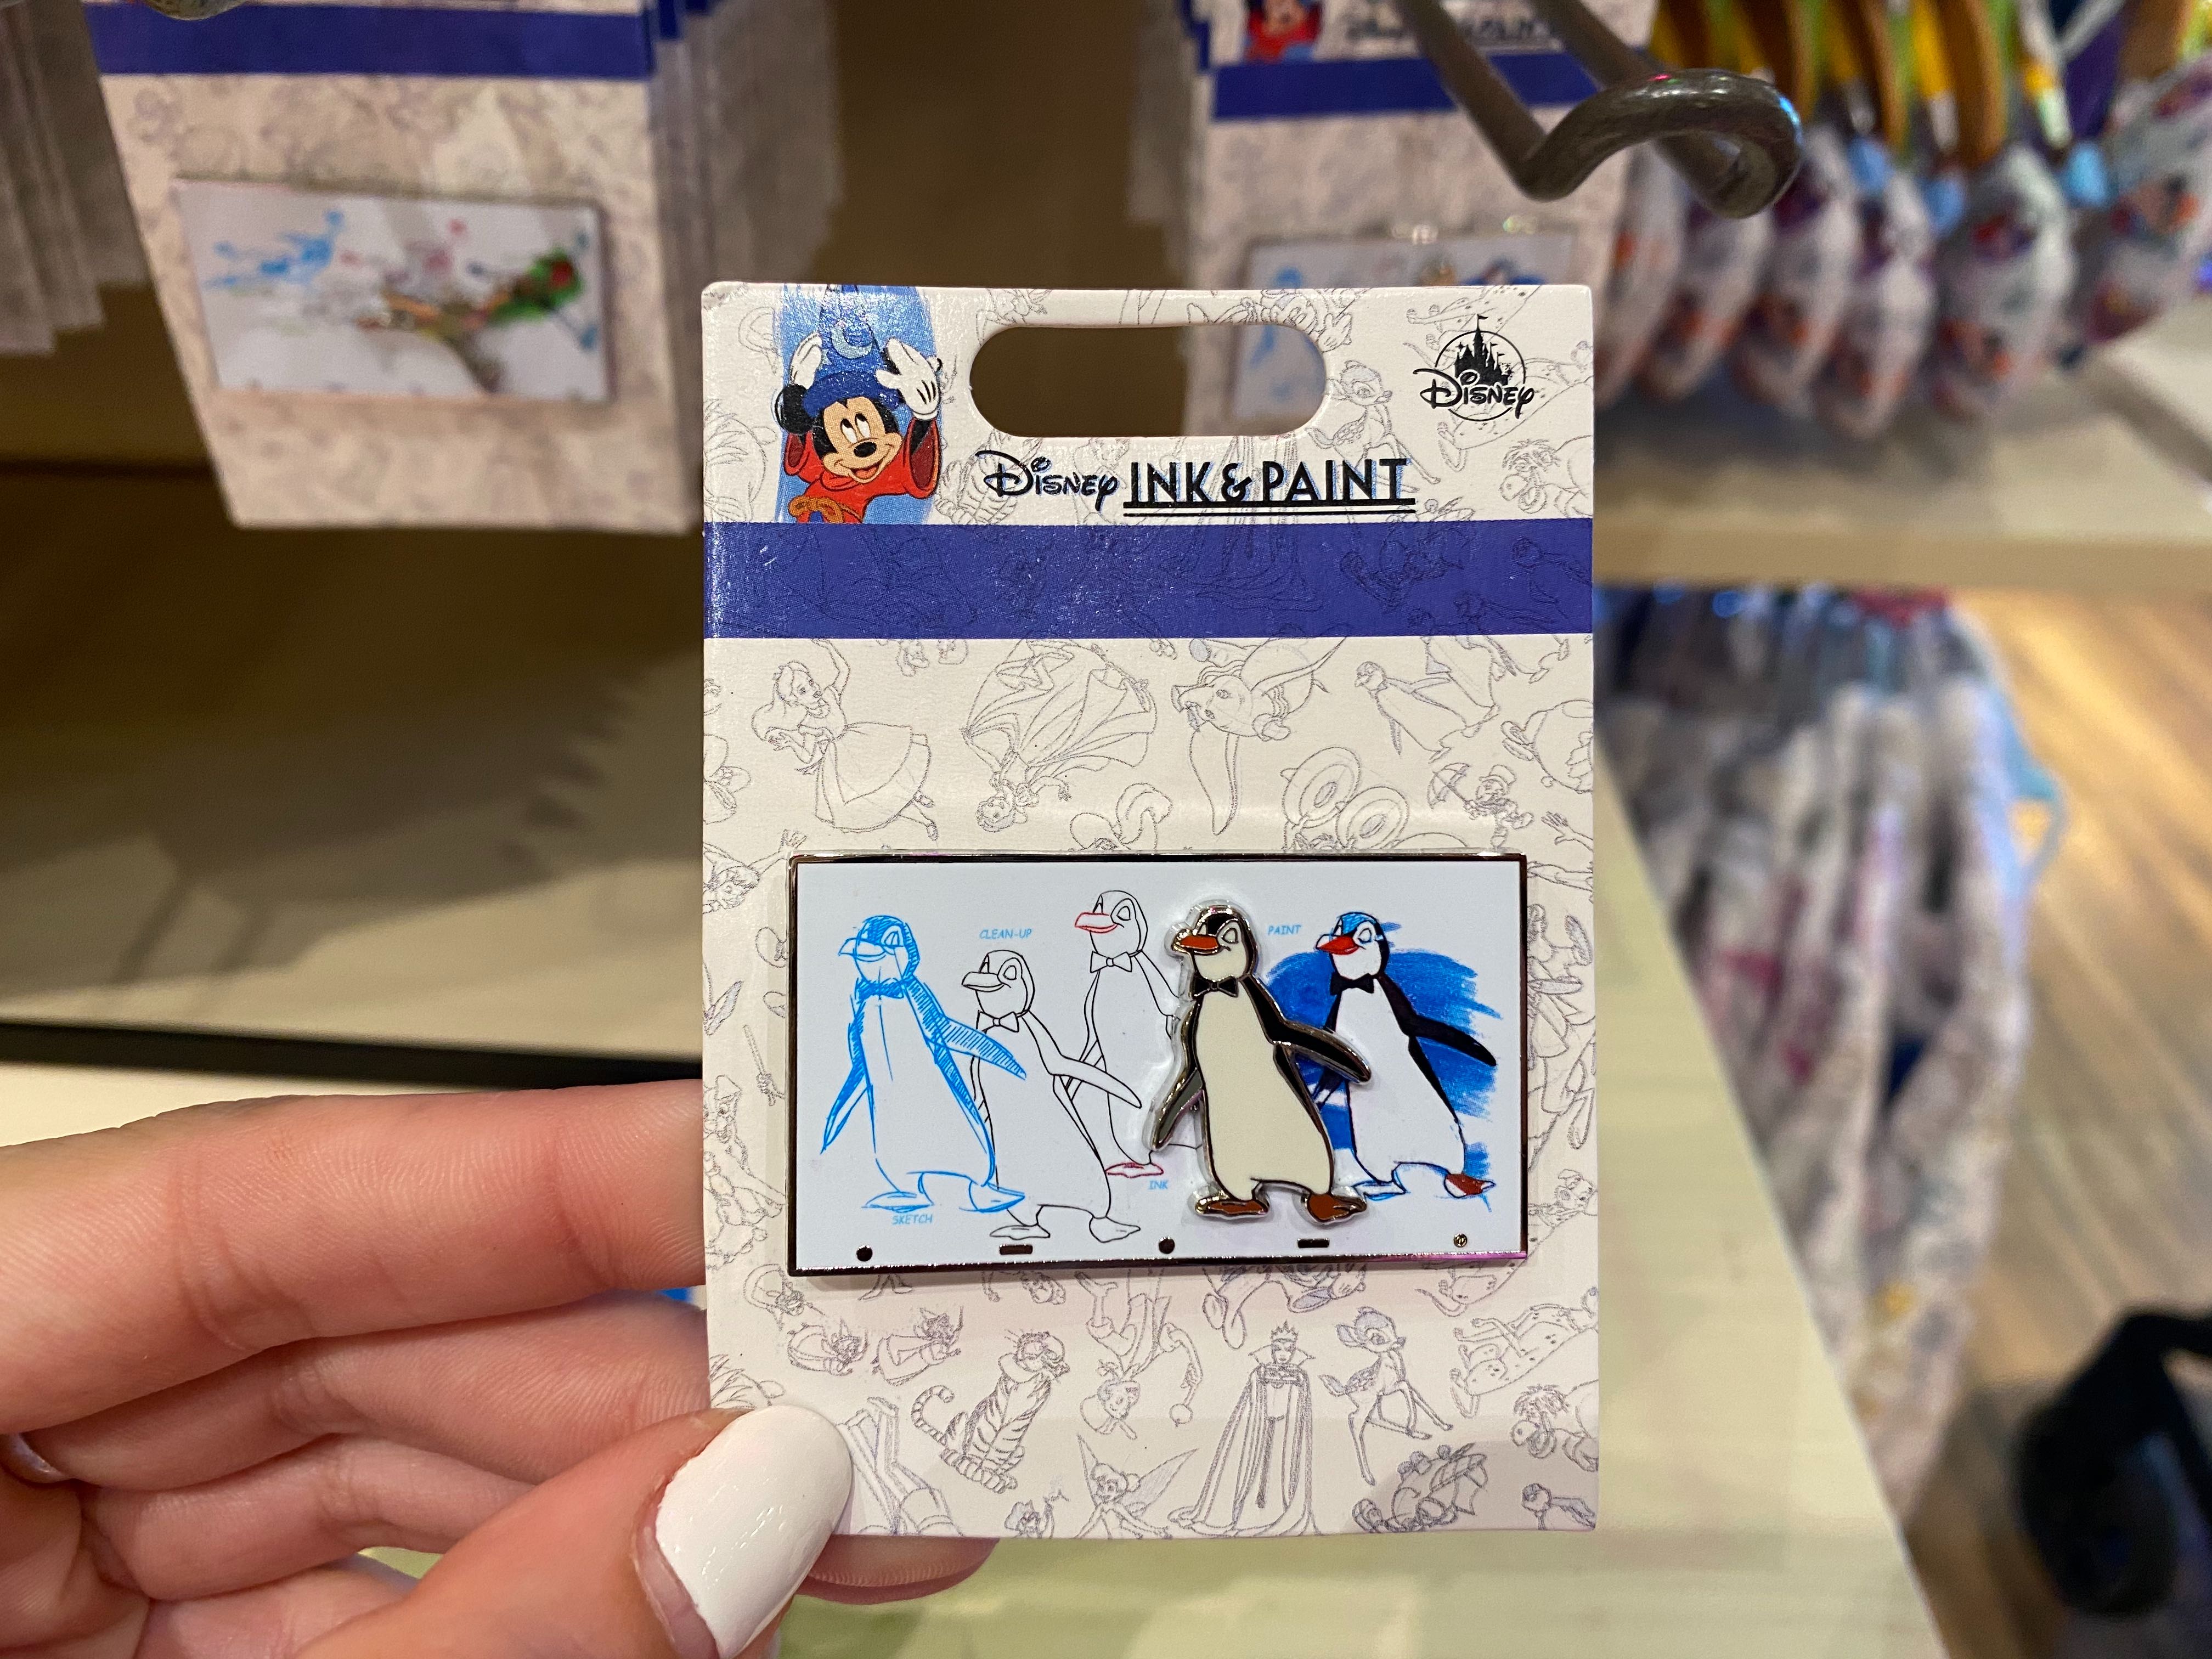 Disney
Disney INK & PAINT
CLEAN-UP
PAINT
INK
SKETCH